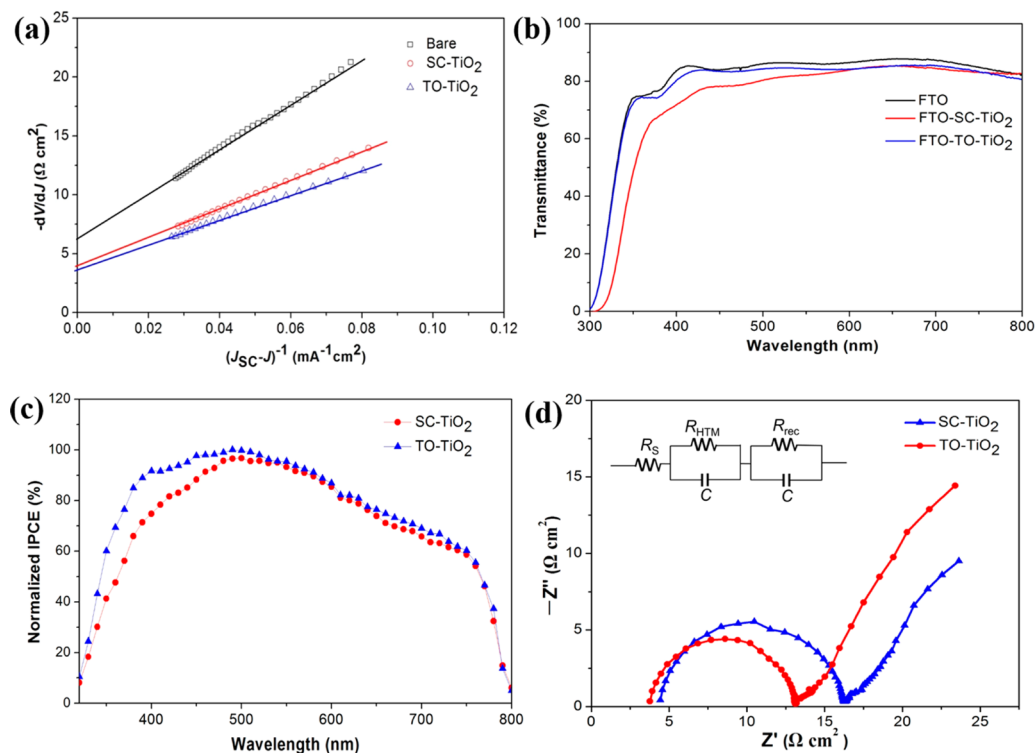 (a)
25
20
15
10
5
0
-dV/dJ (Ω cm²)
□ Bare
○ SC-TiO₂
△ TO-TiO₂
0.00 0.02 0.04 0.06 0.08 0.10 0.12
(J_SC-J)⁻¹ (mA⁻¹cm²)
(b)
100
80
60
40
20
0
Transmittance (%)
FTO
FTO-SC-TiO₂
FTO-TO-TiO₂
300 400 500 600 700 800
Wavelength (nm)
(c)
120
100
80
60
40
20
0
Normalized IPCE (%)
SC-TiO₂
TO-TiO₂
400 500 600 700 800
Wavelength (nm)
(d)
20
15
10
5
0
—Z'' (Ω cm²)
SC-TiO₂
TO-TiO₂
R_S
R_HTM
R_rec
C
C
0 5 10 15 20 25
Z' (Ω cm²)